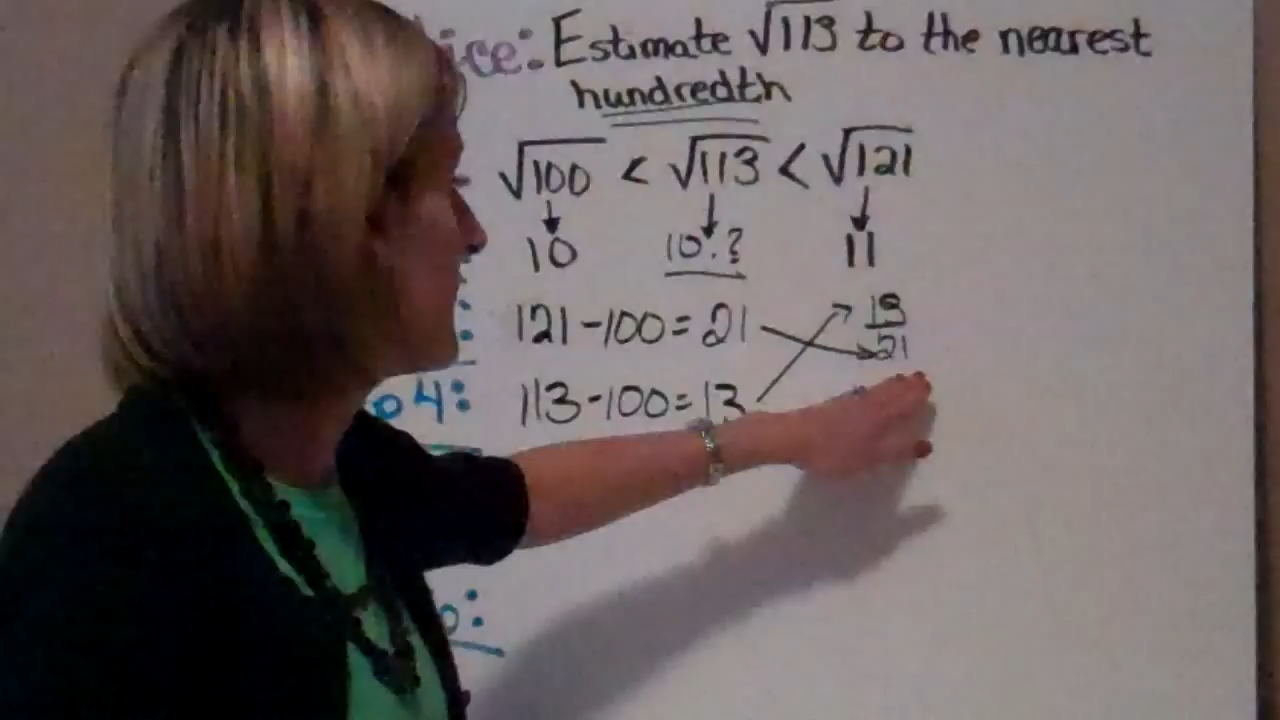 ice: Estimate √113 to the nearest
hundredth
√100 < √113 < √121
10 10.? 11
:
121-100=21
13
21
o4: 113-100=13
: